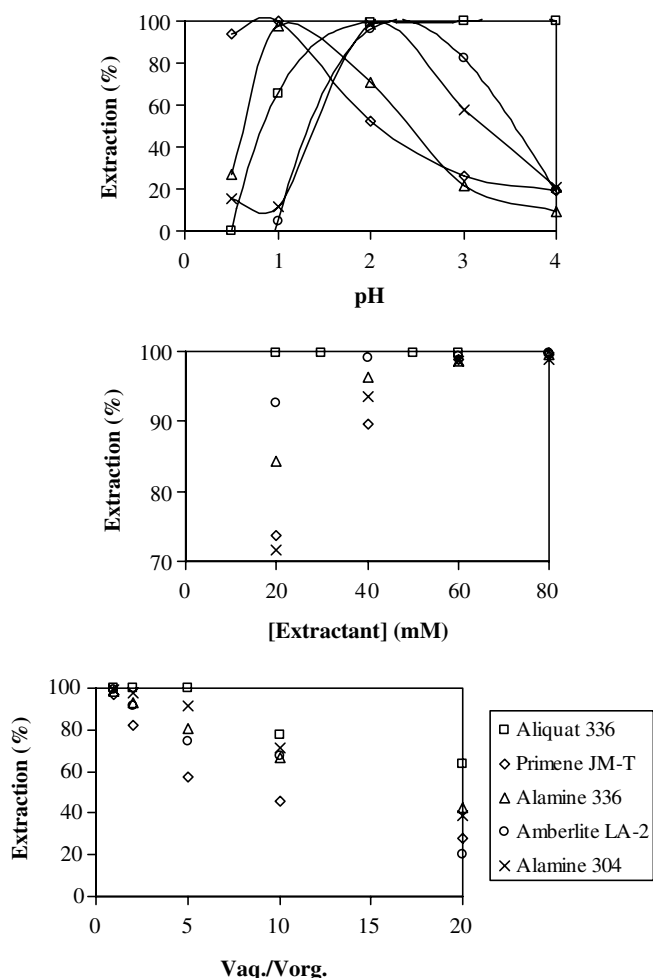 100
80
60
40
20
0
Extraction (%)
0 1 2 3 4
pH
100
90
80
70
Extraction (%)
0 20 40 60 80
[Extractant] (mM)
100
80
60
40
20
0
Extraction (%)
0 5 10 15 20
Vaq./Vorg.
Aliquat 336
Primene JM-T
Alamine 336
Amberlite LA-2
Alamine 304